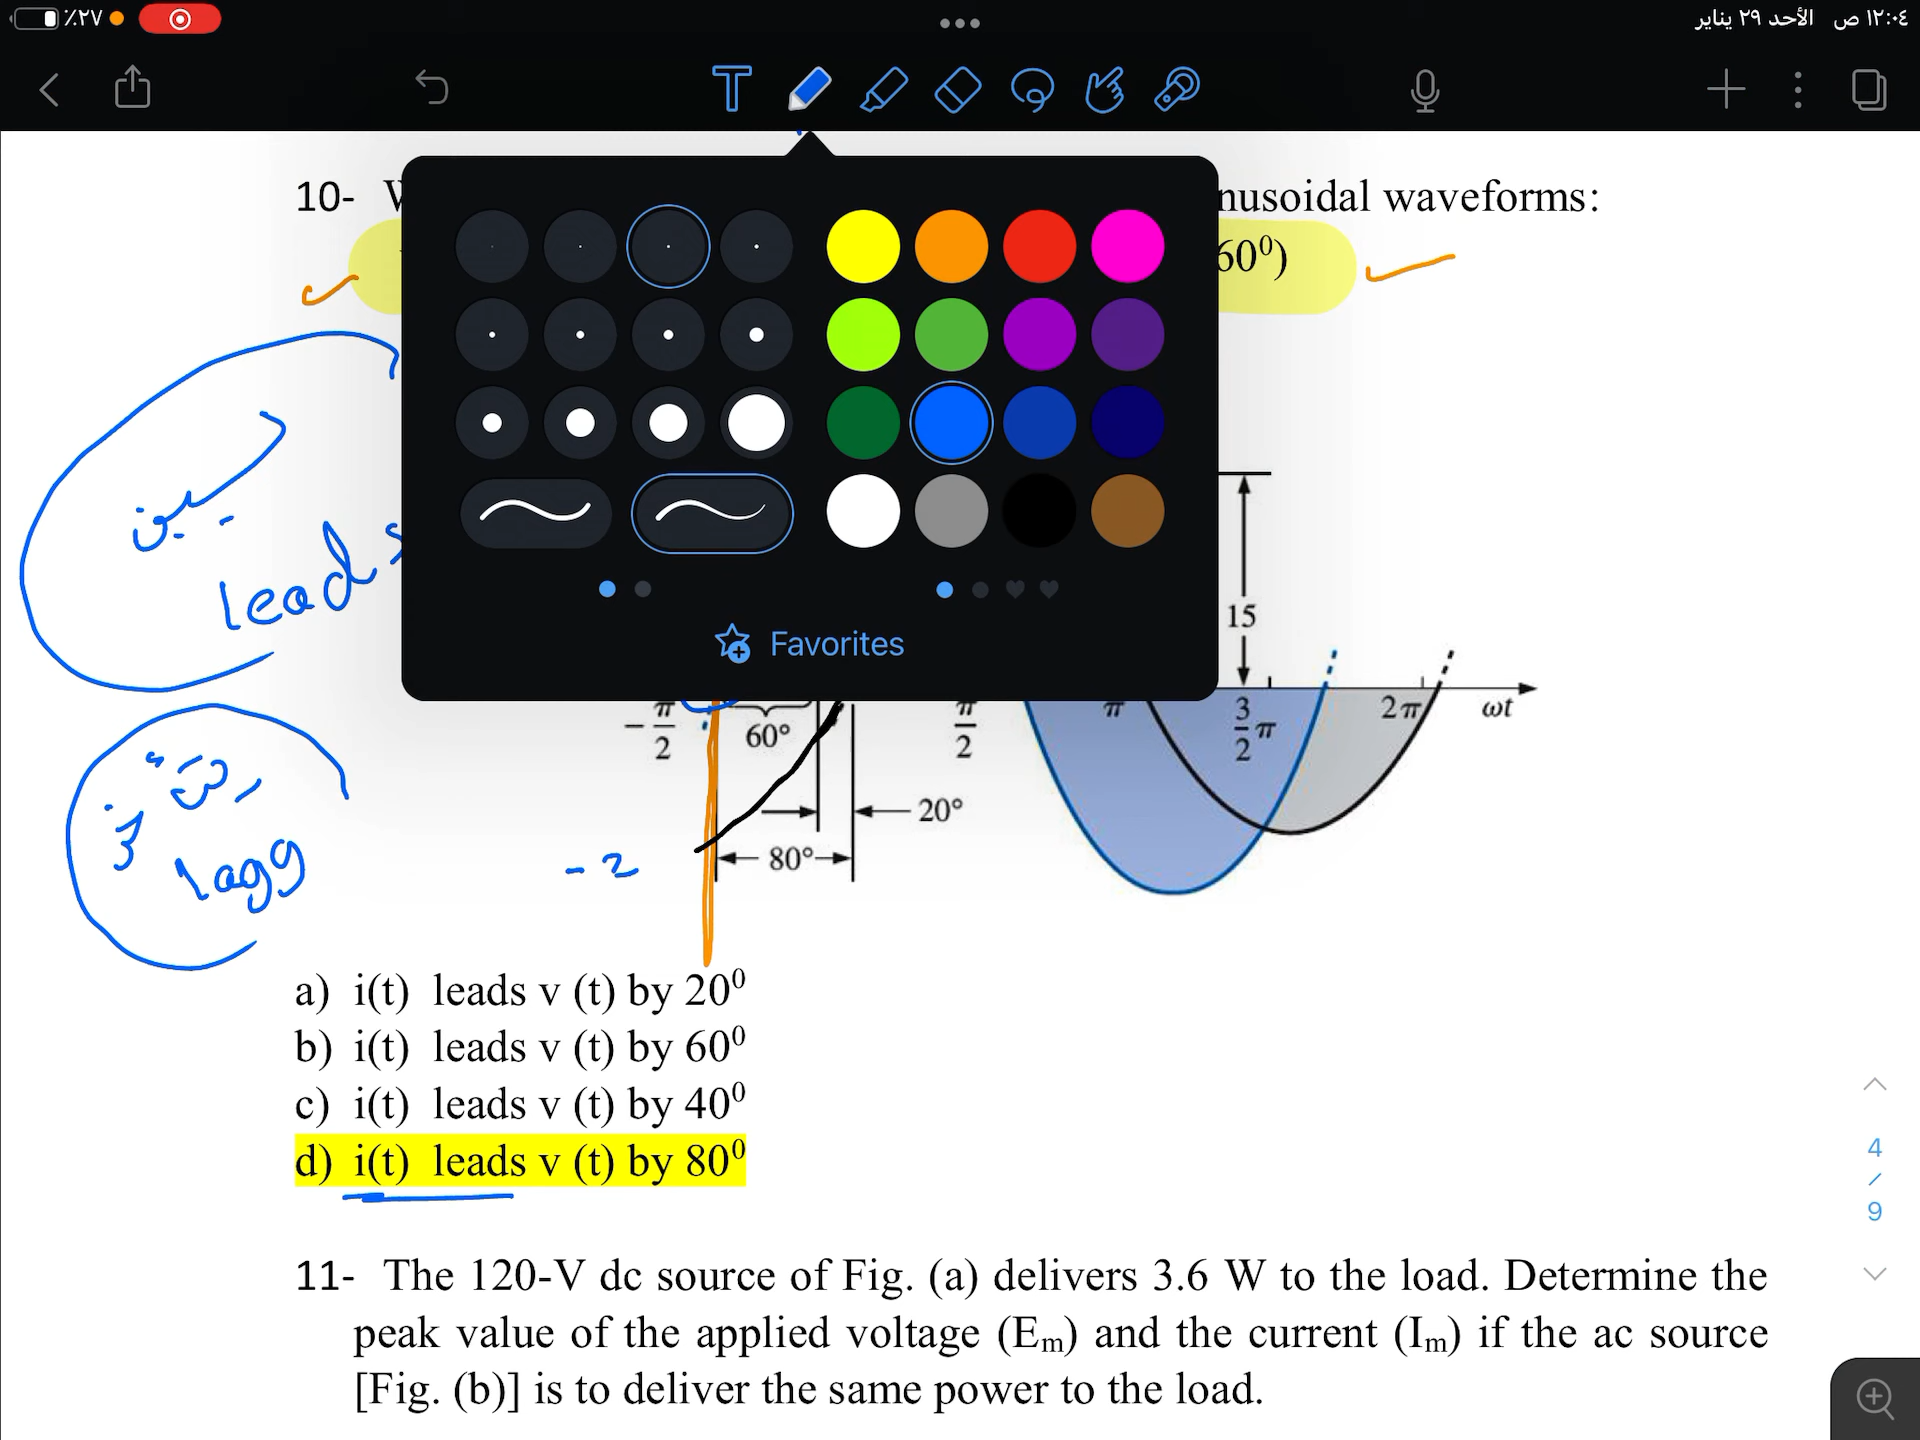 ٪٢٧
١٢:٠٤ ص الأحد ٢٩ يناير
T
10-
nusoidal waveforms:
60⁰)
leads
Favorites
15
- π/2
60°
π/2
π
3/2 π
2π
ωt
20°
- 2
80°
lagg
a) i(t) leads v (t) by 20⁰
b) i(t) leads v (t) by 60⁰
c) i(t) leads v (t) by 40⁰
d) i(t) leads v (t) by 80⁰
4
/
9
11- The 120-V dc source of Fig. (a) delivers 3.6 W to the load. Determine the
peak value of the applied voltage (Eₘ) and the current (Iₘ) if the ac source
[Fig. (b)] is to deliver the same power to the load.